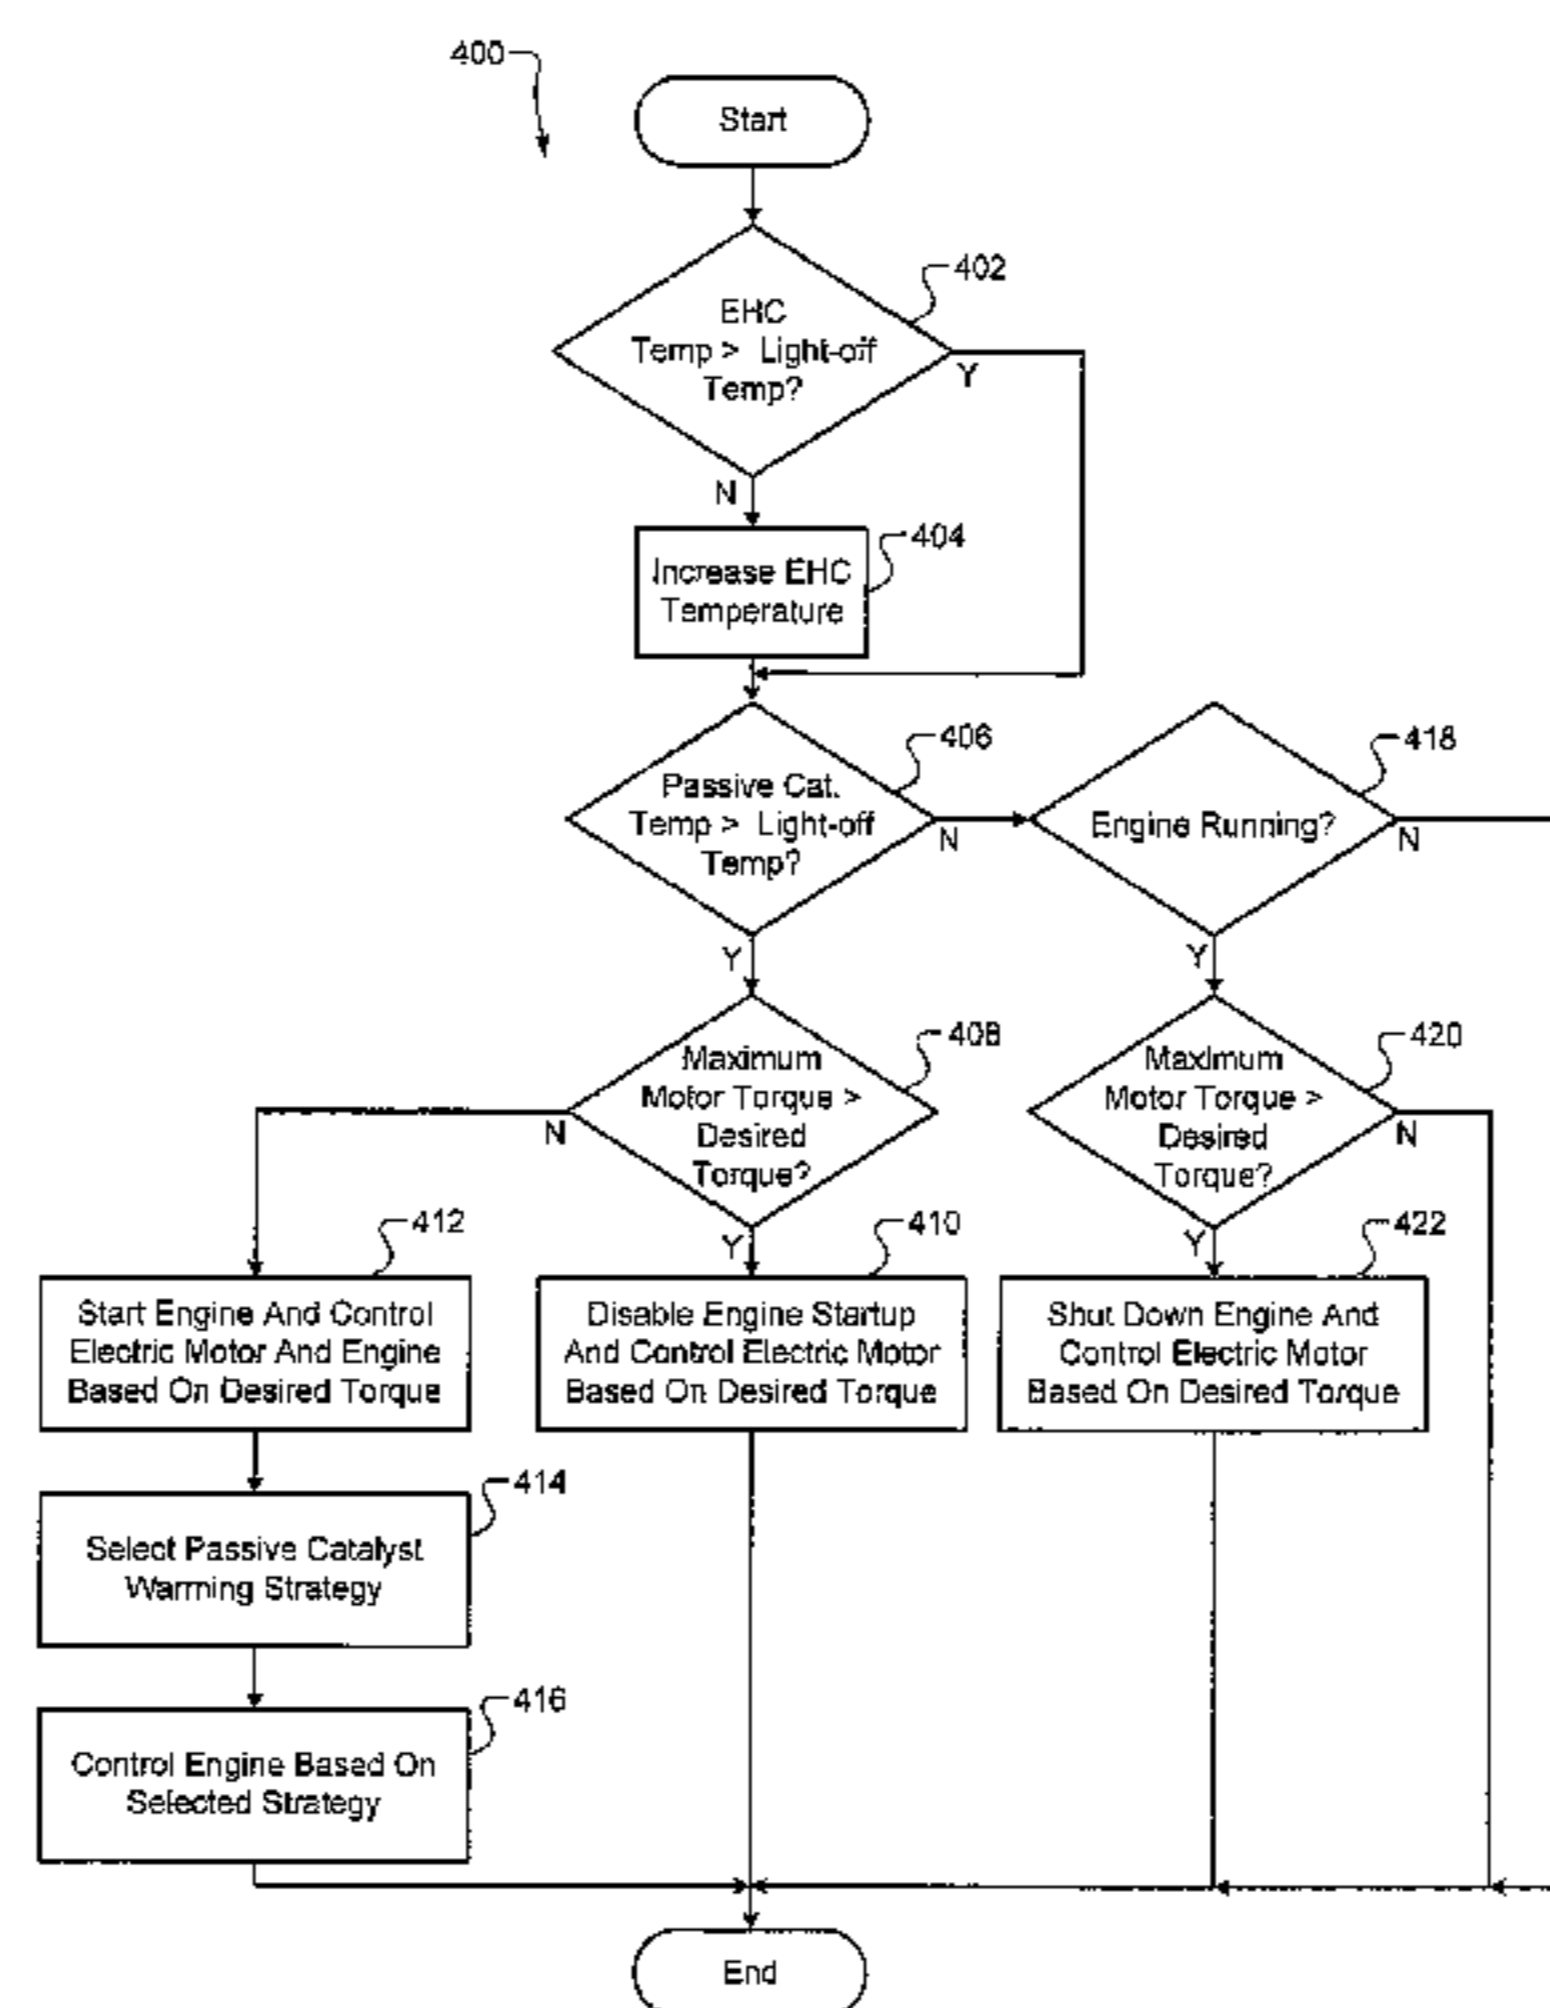 400
Start
402
EHC
Temp > Light-off
Temp?
Y
N
404
Increase EHC
Temperature
406
Passive Cat.
Temp > Light-off
Temp?
N
Y
418
Engine Running?
N
Y
408
Maximum
Motor Torque >
Desired
Torque?
N
Y
420
Maximum
Motor Torque >
Desired
Torque?
N
Y
412
Start Engine And Control
Electric Motor And Engine
Based On Desired Torque
410
Disable Engine Startup
And Control Electric Motor
Based On Desired Torque
422
Shut Down Engine And
Control Electric Motor
Based On Desired Torque
414
Select Passive Catalyst
Warming Strategy
416
Control Engine Based On
Selected Strategy
End